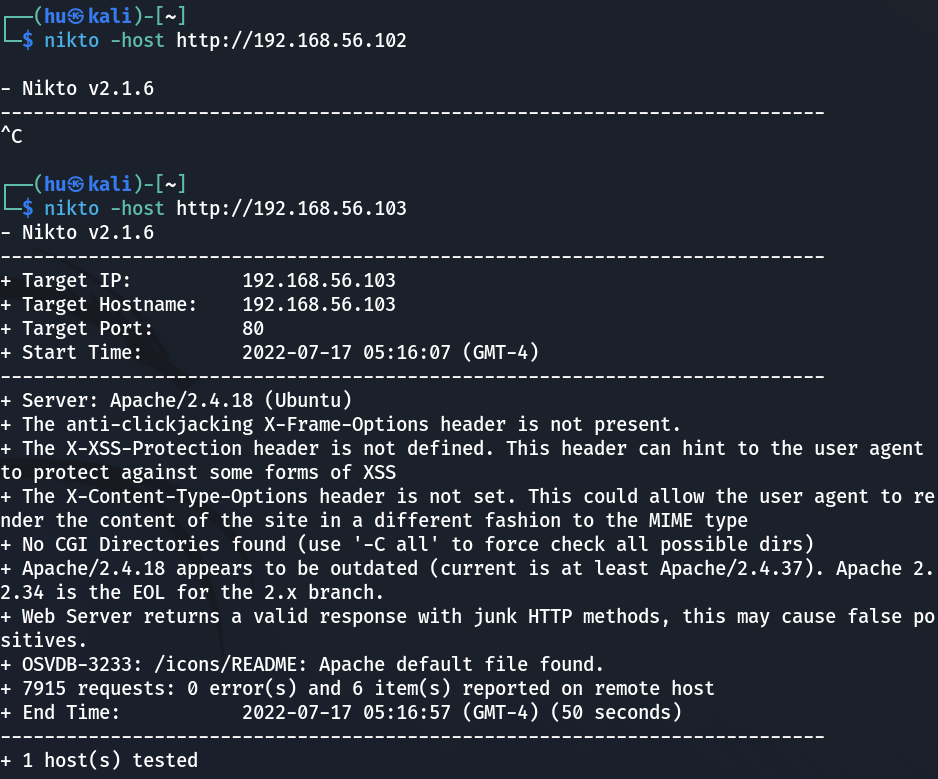 ┌──(hu㉿kali)-[~]
└─$ nikto -host http://192.168.56.102
- Nikto v2.1.6
---------------------------------------------------------------------------
^C
┌──(hu㉿kali)-[~]
└─$ nikto -host http://192.168.56.103
- Nikto v2.1.6
---------------------------------------------------------------------------
+ Target IP:          192.168.56.103
+ Target Hostname:    192.168.56.103
+ Target Port:        80
+ Start Time:         2022-07-17 05:16:07 (GMT-4)
---------------------------------------------------------------------------
+ Server: Apache/2.4.18 (Ubuntu)
+ The anti-clickjacking X-Frame-Options header is not present.
+ The X-XSS-Protection header is not defined. This header can hint to the user agent
to protect against some forms of XSS
+ The X-Content-Type-Options header is not set. This could allow the user agent to re
nder the content of the site in a different fashion to the MIME type
+ No CGI Directories found (use '-C all' to force check all possible dirs)
+ Apache/2.4.18 appears to be outdated (current is at least Apache/2.4.37). Apache 2.
2.34 is the EOL for the 2.x branch.
+ Web Server returns a valid response with junk HTTP methods, this may cause false po
sitives.
+ OSVDB-3233: /icons/README: Apache default file found.
+ 7915 requests: 0 error(s) and 6 item(s) reported on remote host
+ End Time:           2022-07-17 05:16:57 (GMT-4) (50 seconds)
---------------------------------------------------------------------------
+ 1 host(s) tested